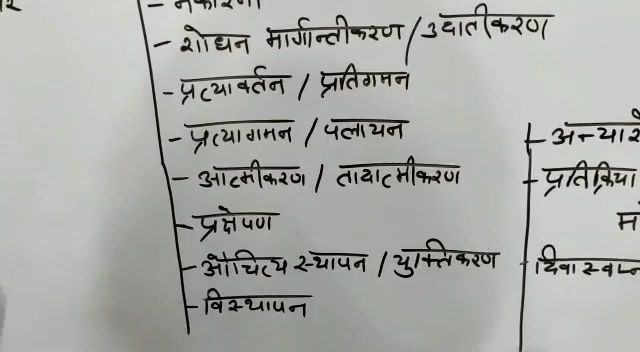 - शोधन मार्गान्तीकरण / उदातीकरण
- प्रत्यावर्तन / प्रतिगमन
- प्रत्यागमन / पलायन
- आत्मीकरण / तादात्मीकरण
- प्रक्षेपण
- औचित्य स्थापन / युक्तिकरण
- विस्थापन
- प्रतिक्रिया
- दिवास्वप्न